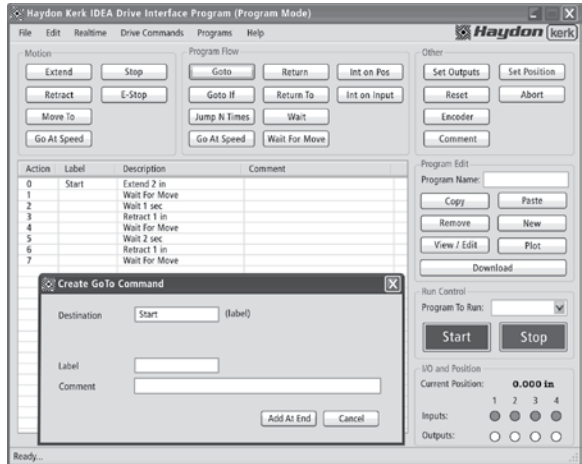 Haydon Kerk IDEA Drive Interface Program (Program Mode)
File Edit Realtime Drive Commands Programs Help
Haydon kerk
Motion
Extend Stop
Retract E-Stop
Move To
Go At Speed
Program Flow
Goto Return Int on Pos
Goto If Return To Int on Input
Jump N Times Wait
Go At Speed Wait For Move
Other
Set Outputs Set Position
Reset Abort
Encoder
Comment
Action Label Description Comment
0 Start Extend 2 in
1 Wait For Move
2 Wait 1 sec
3 Retract 1 in
4 Wait For Move
5 Wait 2 sec
6 Retract 1 in
7 Wait For Move
Program Edit
Program Name:
Copy Paste
Remove New
View / Edit Plot
Download
Run Control
Program To Run:
Start Stop
I/O and Position
Current Position: 0.000 in
1 2 3 4
Inputs:
Outputs:
Create GoTo Command
Destination Start (label)
Label
Comment
Add At End Cancel
Ready...